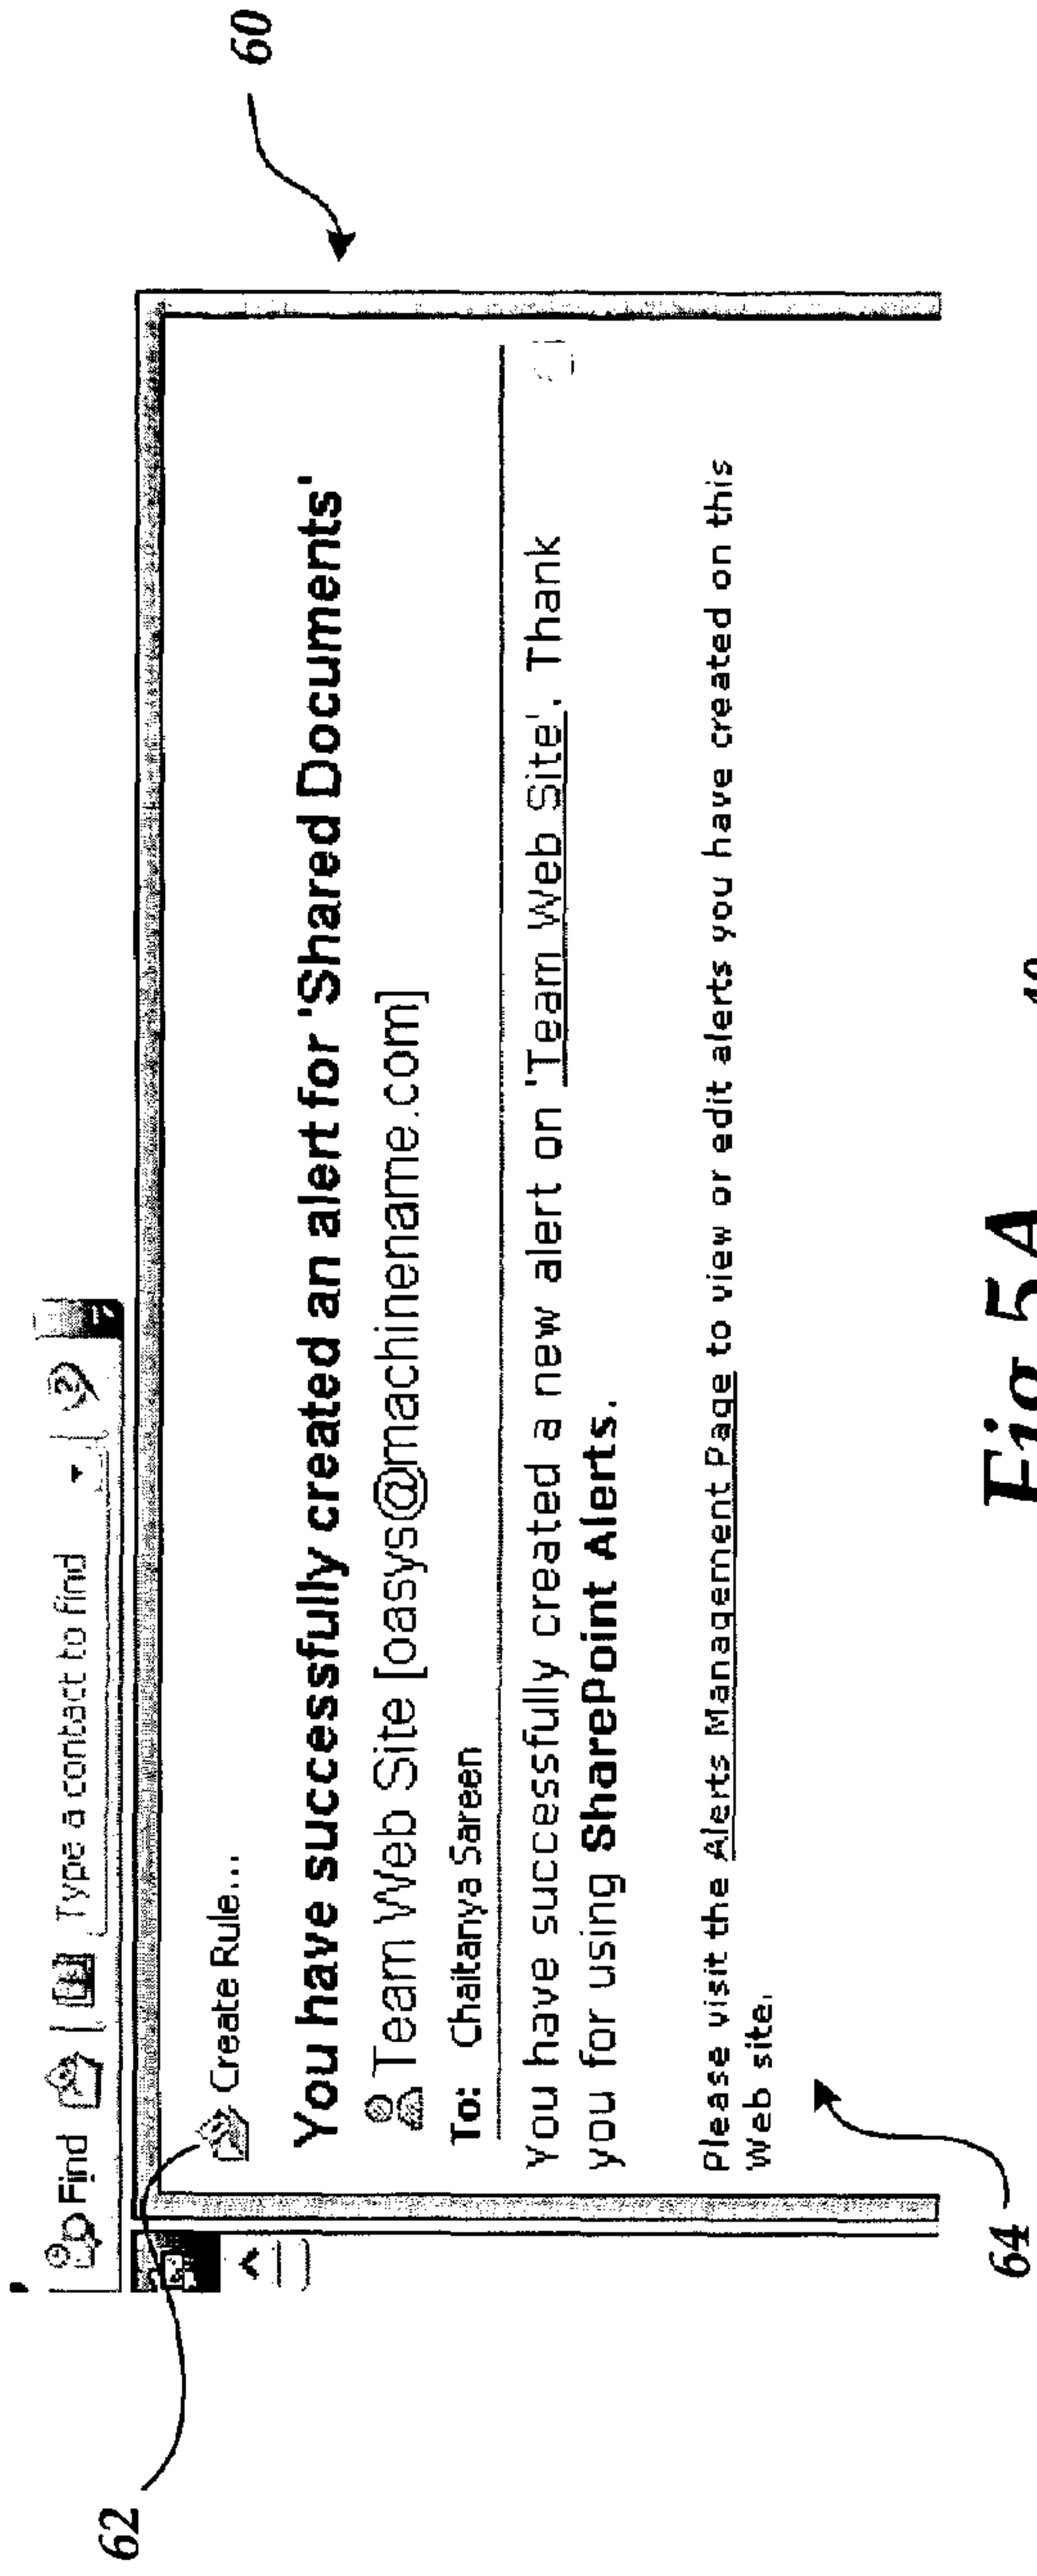 Find Type a contact to find
60
62
Create Rule...
You have successfully created an alert for 'Shared Documents'
Team Web Site [oasys@machinename.com]
To: Chaitanya Sareen
You have successfully created a new alert on 'Team Web Site'. Thank
you for using SharePoint Alerts.
Please visit the Alerts Management Page to view or edit alerts you have created on this
Web site.
64
Fig. 5A